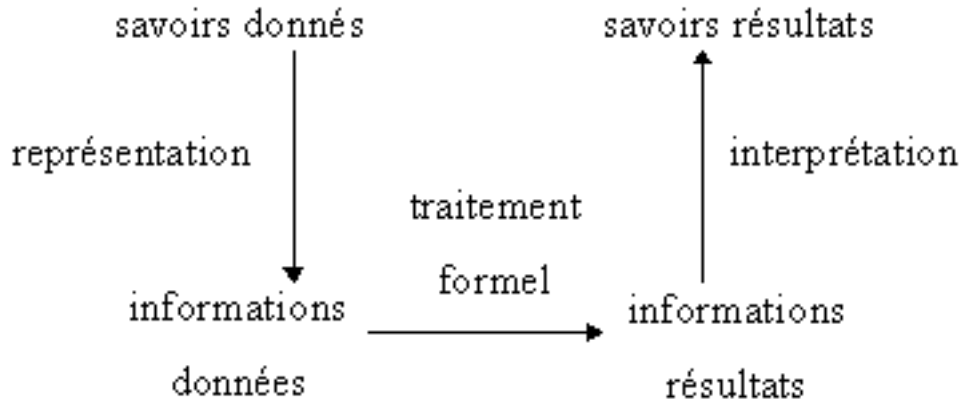 savoirs donnés
savoirs résultats
représentation
interprétation
traitement
formel
informations
données
informations
résultats